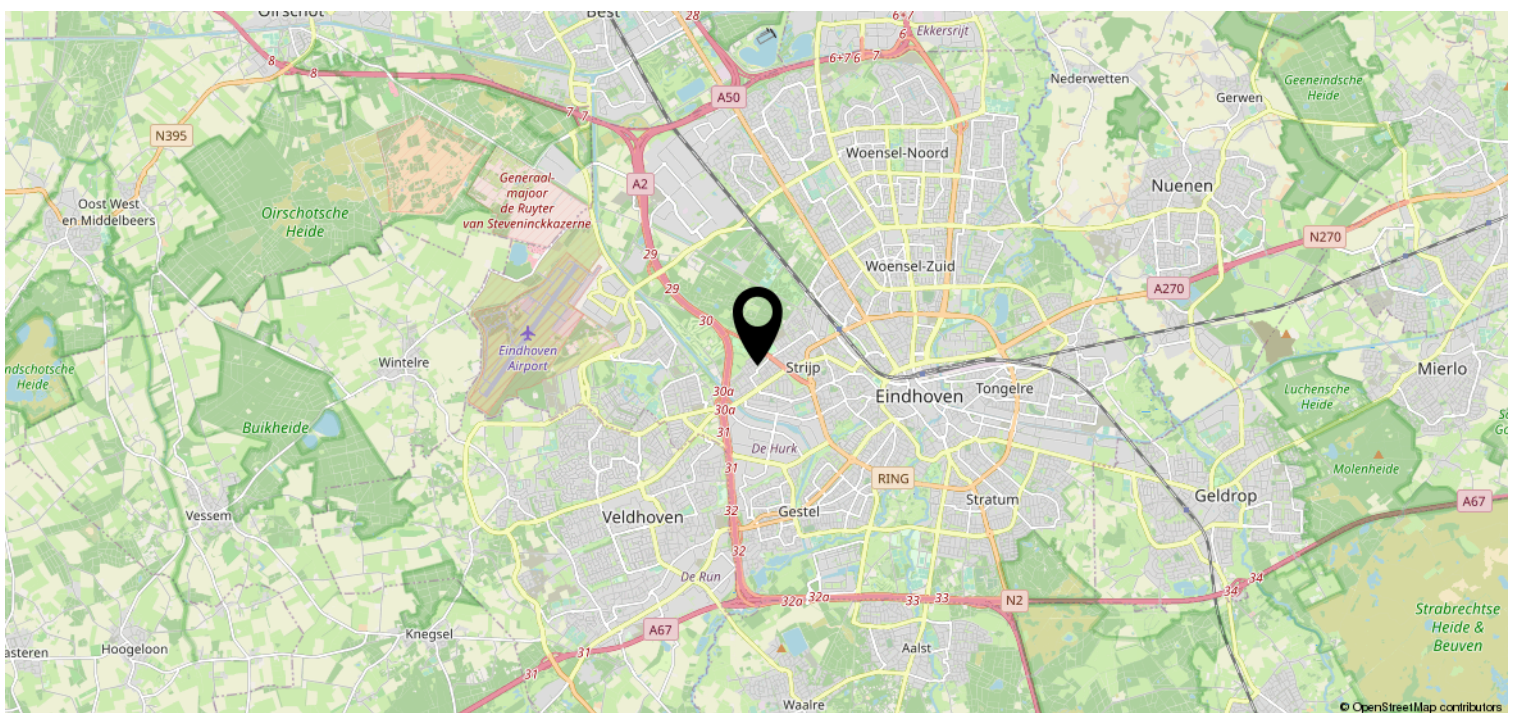 Oirschot
Best
28
6+7
6
Ekkersrijt
6+7 6
7
8
8
A50
7 7
N395
Nederwetten
Gerwen
Geeneindsche
Heide
Woensel-Noord
A2
Generaal-
majoor
de Ruyter
van Steveninckkazerne
Nuenen
Oost West
en Middelbeers
Oirschotsche
Heide
29
29
30
Woensel-Zuid
N270
A270
Eindhoven
Airport
Wintelre
Strijp
30a
30a
31
31
32
32
Eindhoven
Tongelre
Mierlo
ndschotsche
Heide
Luchensche
Heide
Buikheide
De Hurk
RING
Molenheide
Stratum
Geldrop
A67
Vessem
Veldhoven
Gestel
De Run
32a
32a
33
33
N2
34
34
Strabrechtse
Heide &
Beuven
A67
Knegsel
Hoogeloon
asteren
31
31
Aalst
Waalre
© OpenStreetMap contributors